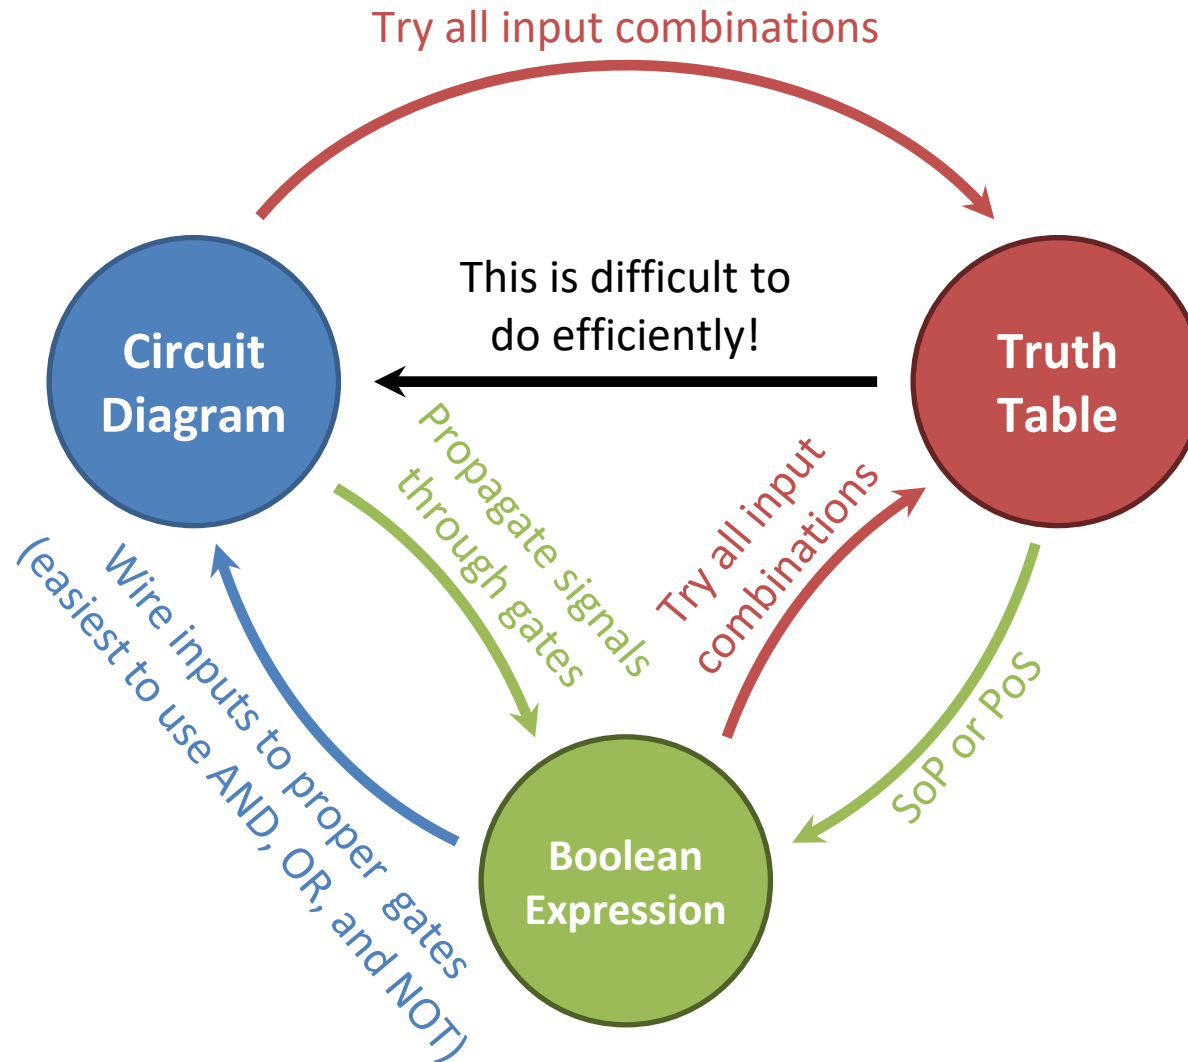 Try all input combinations
This is difficult to
do efficiently!
Circuit
Diagram
Truth
Table
Propagate signals
through gates
Try all input
combinations
Wire inputs to proper gates
(easiest to use AND, OR, and NOT)
SoP or PoS
Boolean
Expression